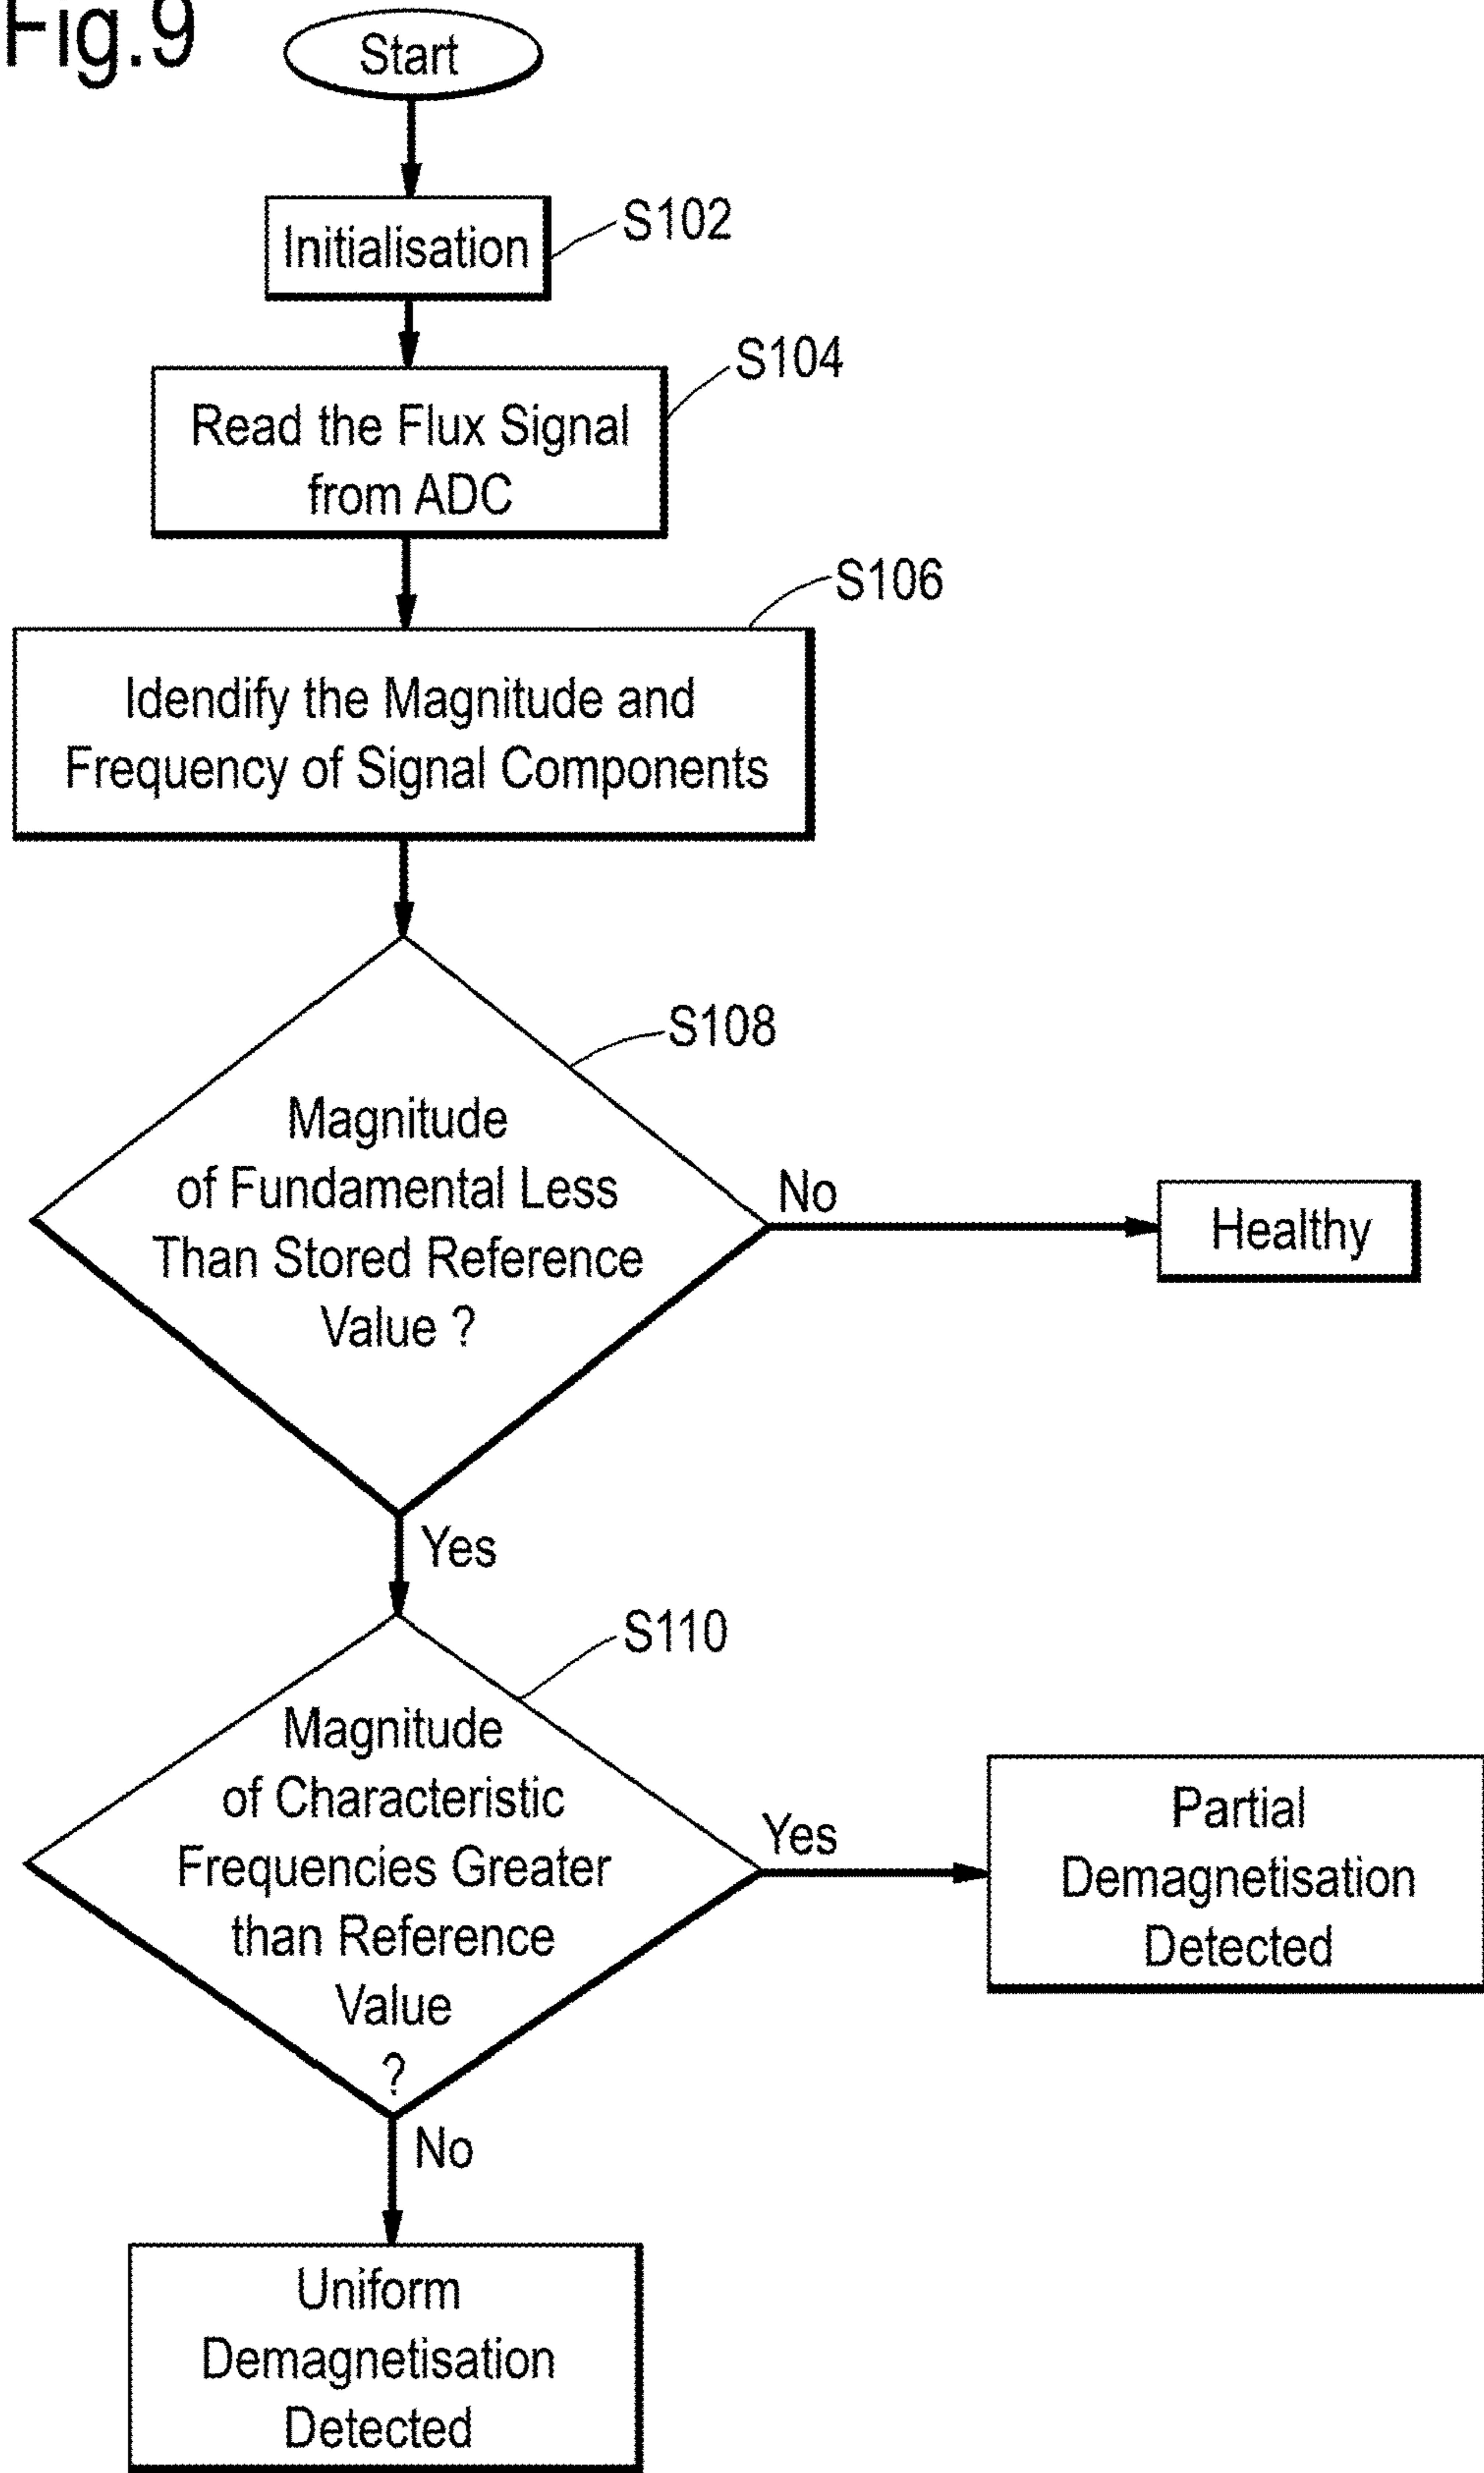 Fig.9
Start
Initialisation
S102
S104
Read the Flux Signal
from ADC
S106
Idendify the Magnitude and
Frequency of Signal Components
S108
Magnitude
of Fundamental Less
Than Stored Reference
Value ?
No
Healthy
Yes
S110
Magnitude
of Characteristic
Frequencies Greater
than Reference
Value
?
Yes
Partial
Demagnetisation
Detected
No
Uniform
Demagnetisation
Detected